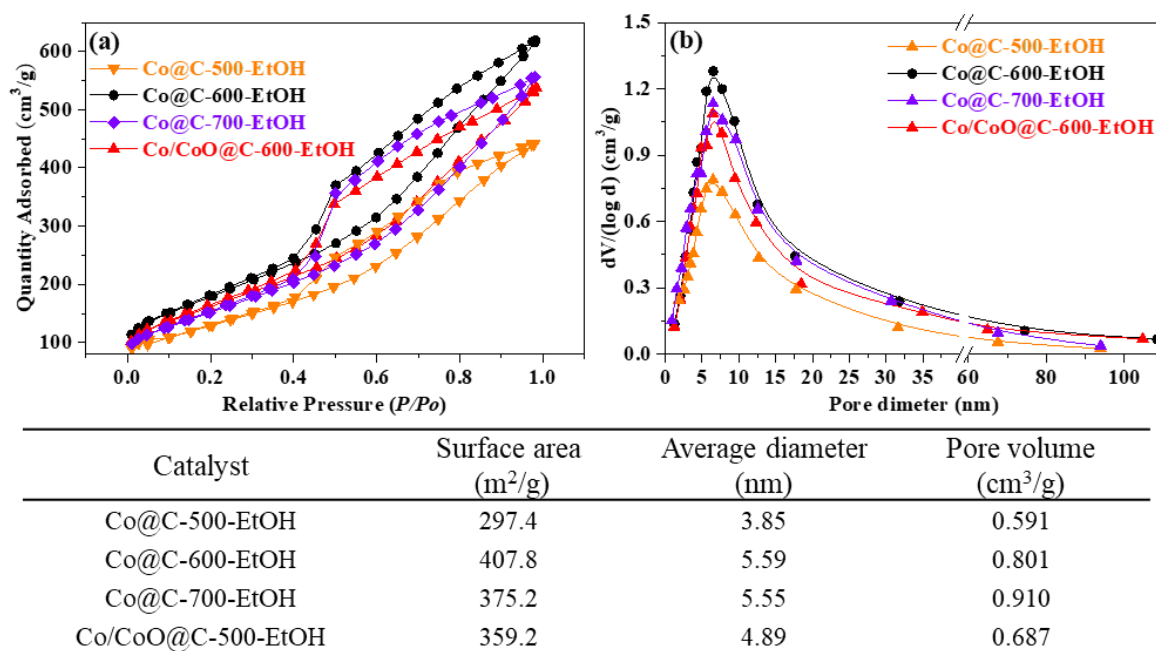 (a)
Co@C-500-EtOH
Co@C-600-EtOH
Co@C-700-EtOH
Co/CoO@C-600-EtOH
Quantity Adsorbed (cm³/g)
600
500
400
300
200
100
0.0 0.2 0.4 0.6 0.8 1.0
Relative Pressure (P/Po)
(b)
Co@C-500-EtOH
Co@C-600-EtOH
Co@C-700-EtOH
Co/CoO@C-600-EtOH
dV/(log d) (cm³/g)
1.5
1.2
0.9
0.6
0.3
0.0
0 5 10 15 20 25 30 35 60 80 100
Pore dimeter (nm)
Catalyst Surface area (m²/g) Average diameter (nm) Pore volume (cm³/g)
Co@C-500-EtOH 297.4 3.85 0.591
Co@C-600-EtOH 407.8 5.59 0.801
Co@C-700-EtOH 375.2 5.55 0.910
Co/CoO@C-500-EtOH 359.2 4.89 0.687